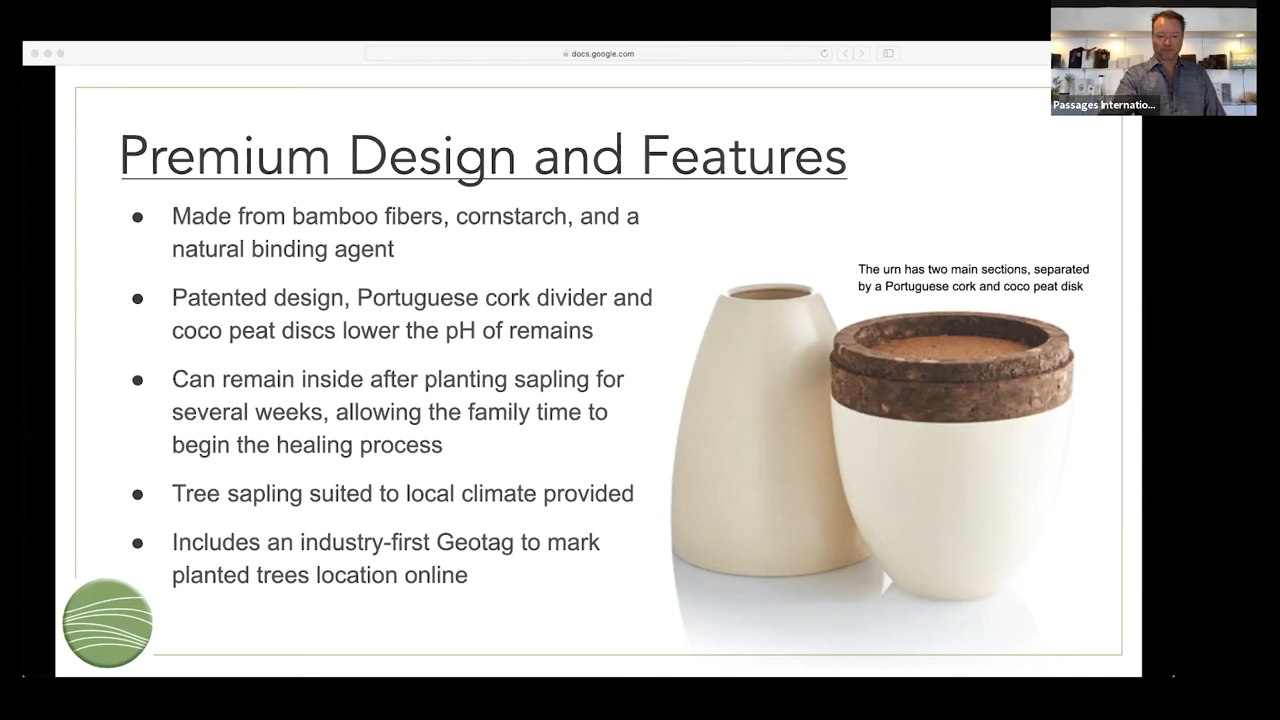 docs.google.com
Passages Internatio...
Premium Design and Features
● Made from bamboo fibers, cornstarch, and a
natural binding agent
● Patented design, Portuguese cork divider and
coco peat discs lower the pH of remains
● Can remain inside after planting sapling for
several weeks, allowing the family time to
begin the healing process
● Tree sapling suited to local climate provided
● Includes an industry-first Geotag to mark
planted trees location online
The urn has two main sections, separated
by a Portuguese cork and coco peat disk